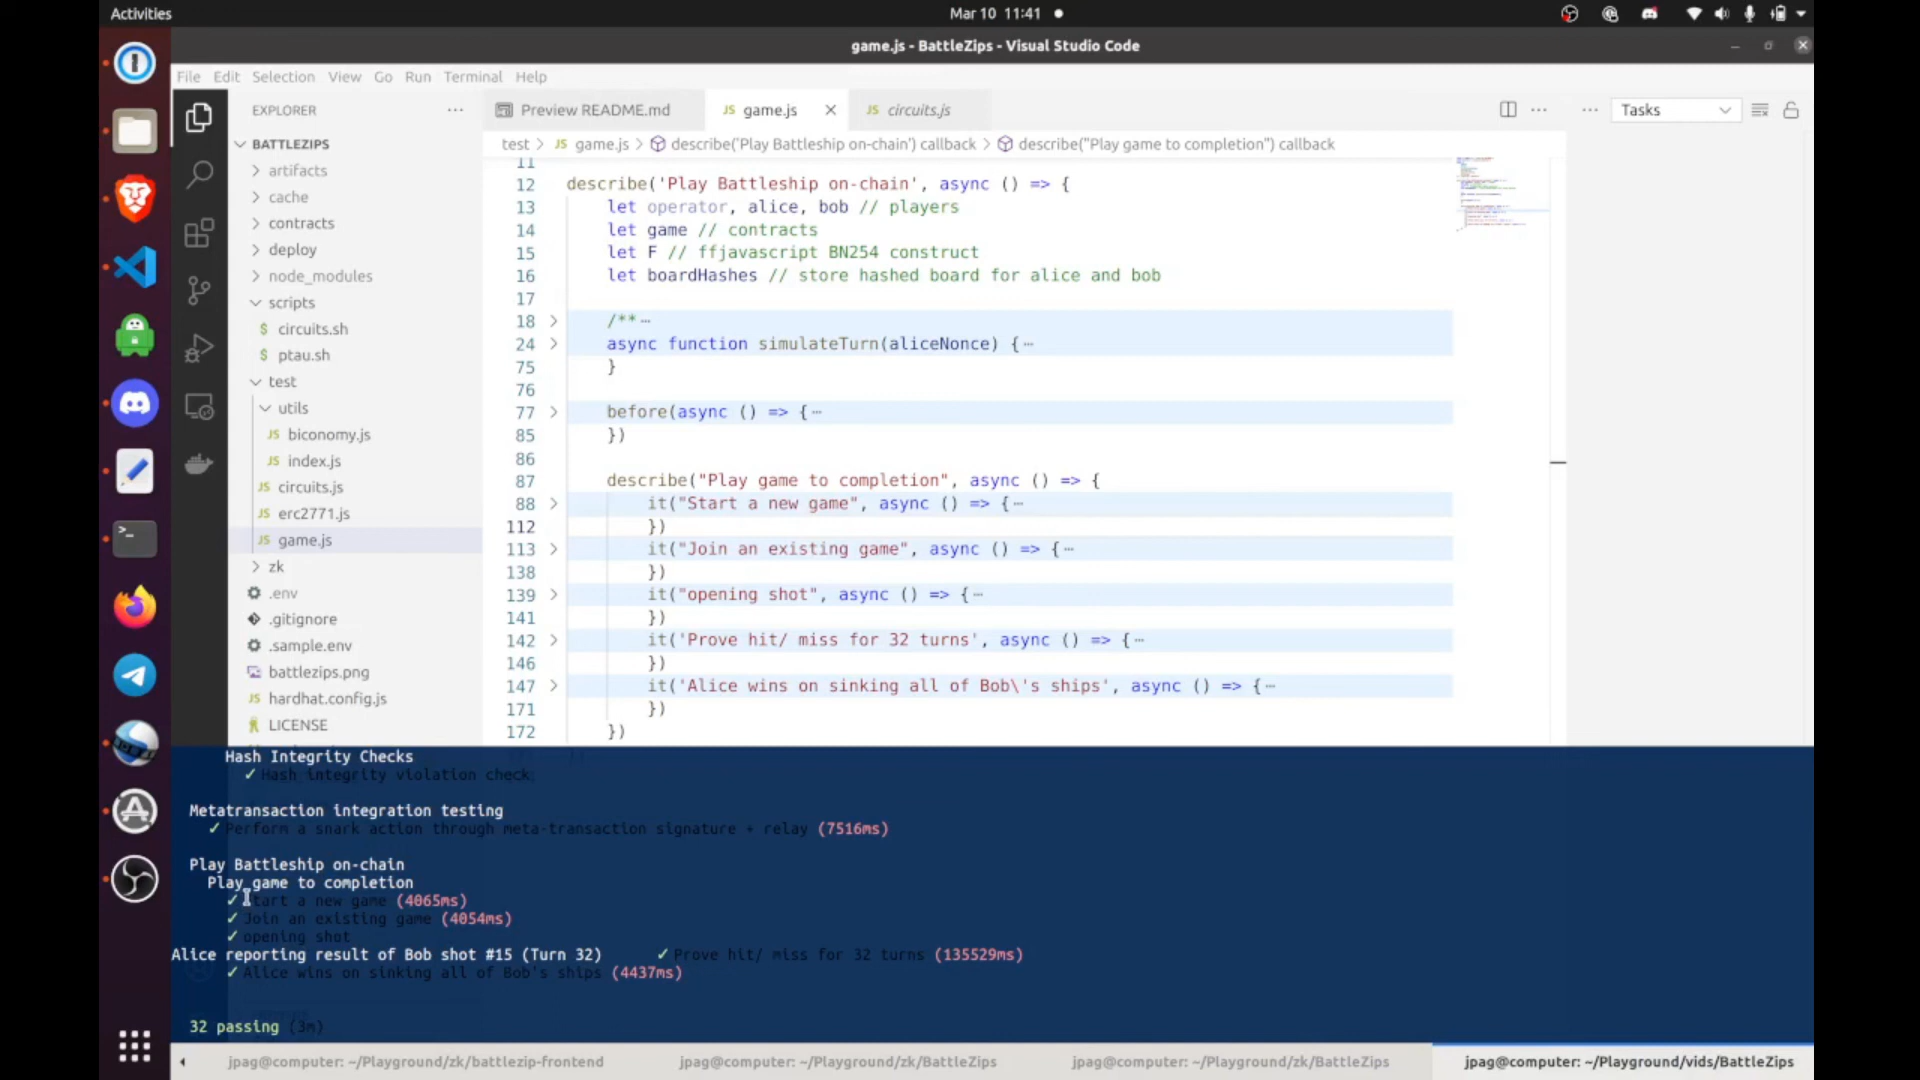 Activities
Mar 10 11:41
game.js - BattleZips - Visual Studio Code
File Edit Selection View Go Run Terminal Help
EXPLORER
BATTLEZIPS
artifacts
cache
contracts
deploy
node_modules
scripts
$ circuits.sh
$ ptau.sh
test
utils
JS biconomy.js
JS index.js
JS circuits.js
JS erc2771.js
JS game.js
zk
.env
.gitignore
.sample.env
battlezips.png
JS hardhat.config.js
LICENSE
Preview README.md
JS game.js
JS circuits.js
Tasks
test > JS game.js > describe('Play Battleship on-chain') callback > describe("Play game to completion") callback
11
12 describe('Play Battleship on-chain', async () => {
13 let operator, alice, bob // players
14 let game // contracts
15 let F // ffjavascript BN254 construct
16 let boardHashes // store hashed board for alice and bob
17
18 /**⋯
24 async function simulateTurn(aliceNonce) {⋯
75 }
76
77 before(async () => {⋯
85 })
86
87 describe("Play game to completion", async () => {
88 it("Start a new game", async () => {⋯
112 })
113 it("Join an existing game", async () => {⋯
138 })
139 it("opening shot", async () => {⋯
141 })
142 it('Prove hit/ miss for 32 turns', async () => {⋯
146 })
147 it('Alice wins on sinking all of Bob\'s ships', async () => {⋯
171 })
172 })
Hash Integrity Checks
✓ Hash integrity violation check
Metatransaction integration testing
✓ Perform a snark action through meta-transaction signature + relay (7516ms)
Play Battleship on-chain
Play game to completion
✓ Start a new game (4065ms)
✓ Join an existing game (4054ms)
✓ opening shot
Alice reporting result of Bob shot #15 (Turn 32) ✓ Prove hit/ miss for 32 turns (135529ms)
✓ Alice wins on sinking all of Bob's ships (4437ms)
32 passing (3m)
jpag@computer: ~/Playground/zk/battlezip-frontend
jpag@computer: ~/Playground/zk/BattleZips
jpag@computer: ~/Playground/zk/BattleZips
jpag@computer: ~/Playground/vids/BattleZips